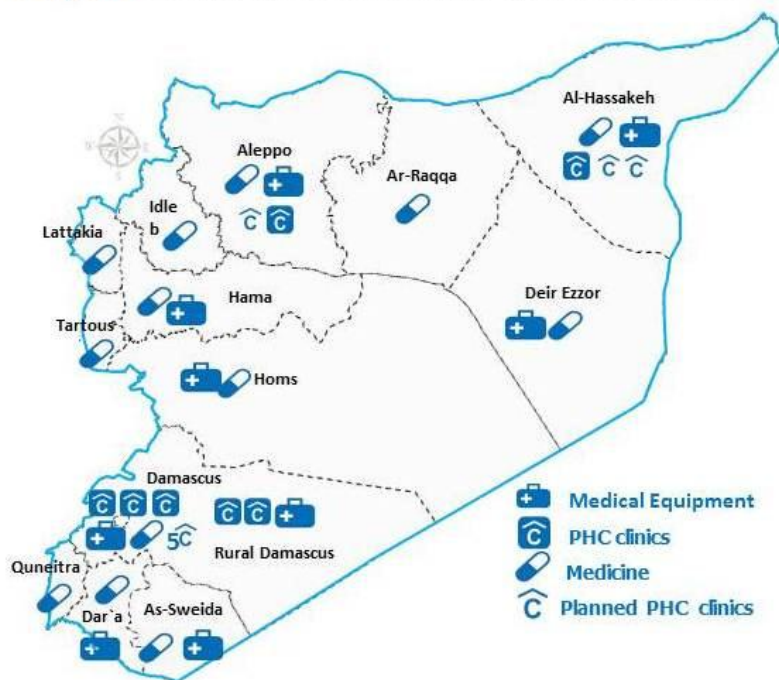 Al-Hassakeh
Aleppo
Ar-Raqqa
C C C
Idle
b
C C
Lattakia
Hama
Deir Ezzor
Tartous
Homs
Damascus
C C C
C C
5C
Rural Damascus
Quneitra
Dar`a
As-Sweida
Medical Equipment
C PHC clinics
Medicine
C Planned PHC clinics